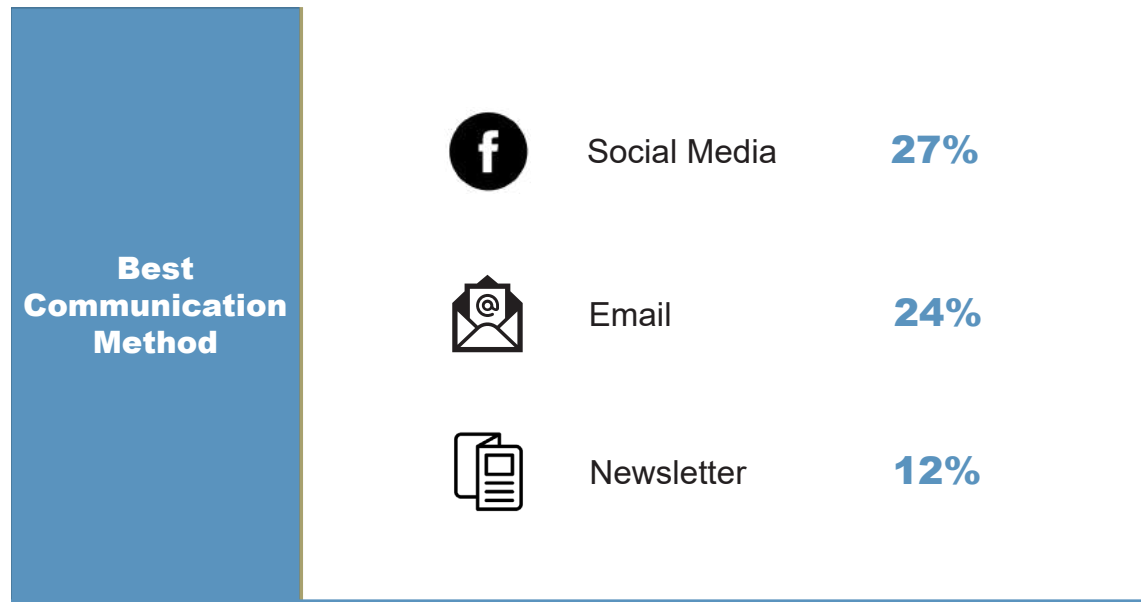 Best
Communication
Method
f Social Media 27%
@ Email 24%
Newsletter 12%